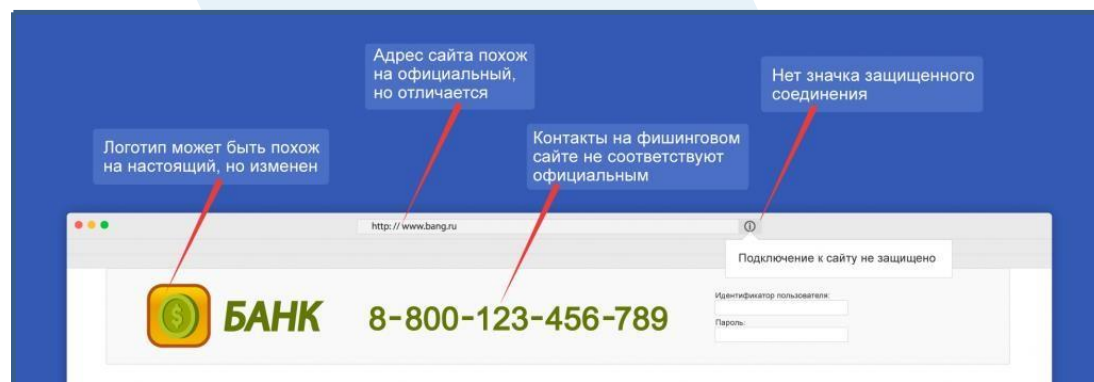 Адрес сайта похож
на официальный,
но отличается
Нет значка защищенного
соединения
Логотип может быть похож
на настоящий, но изменен
Контакты на фишинговом
сайте не соответствуют
официальным
http: // www.bang.ru
Подключение к сайту не защищено
БАНК
8-800-123-456-789
Идентификатор пользователя:
Пароль: